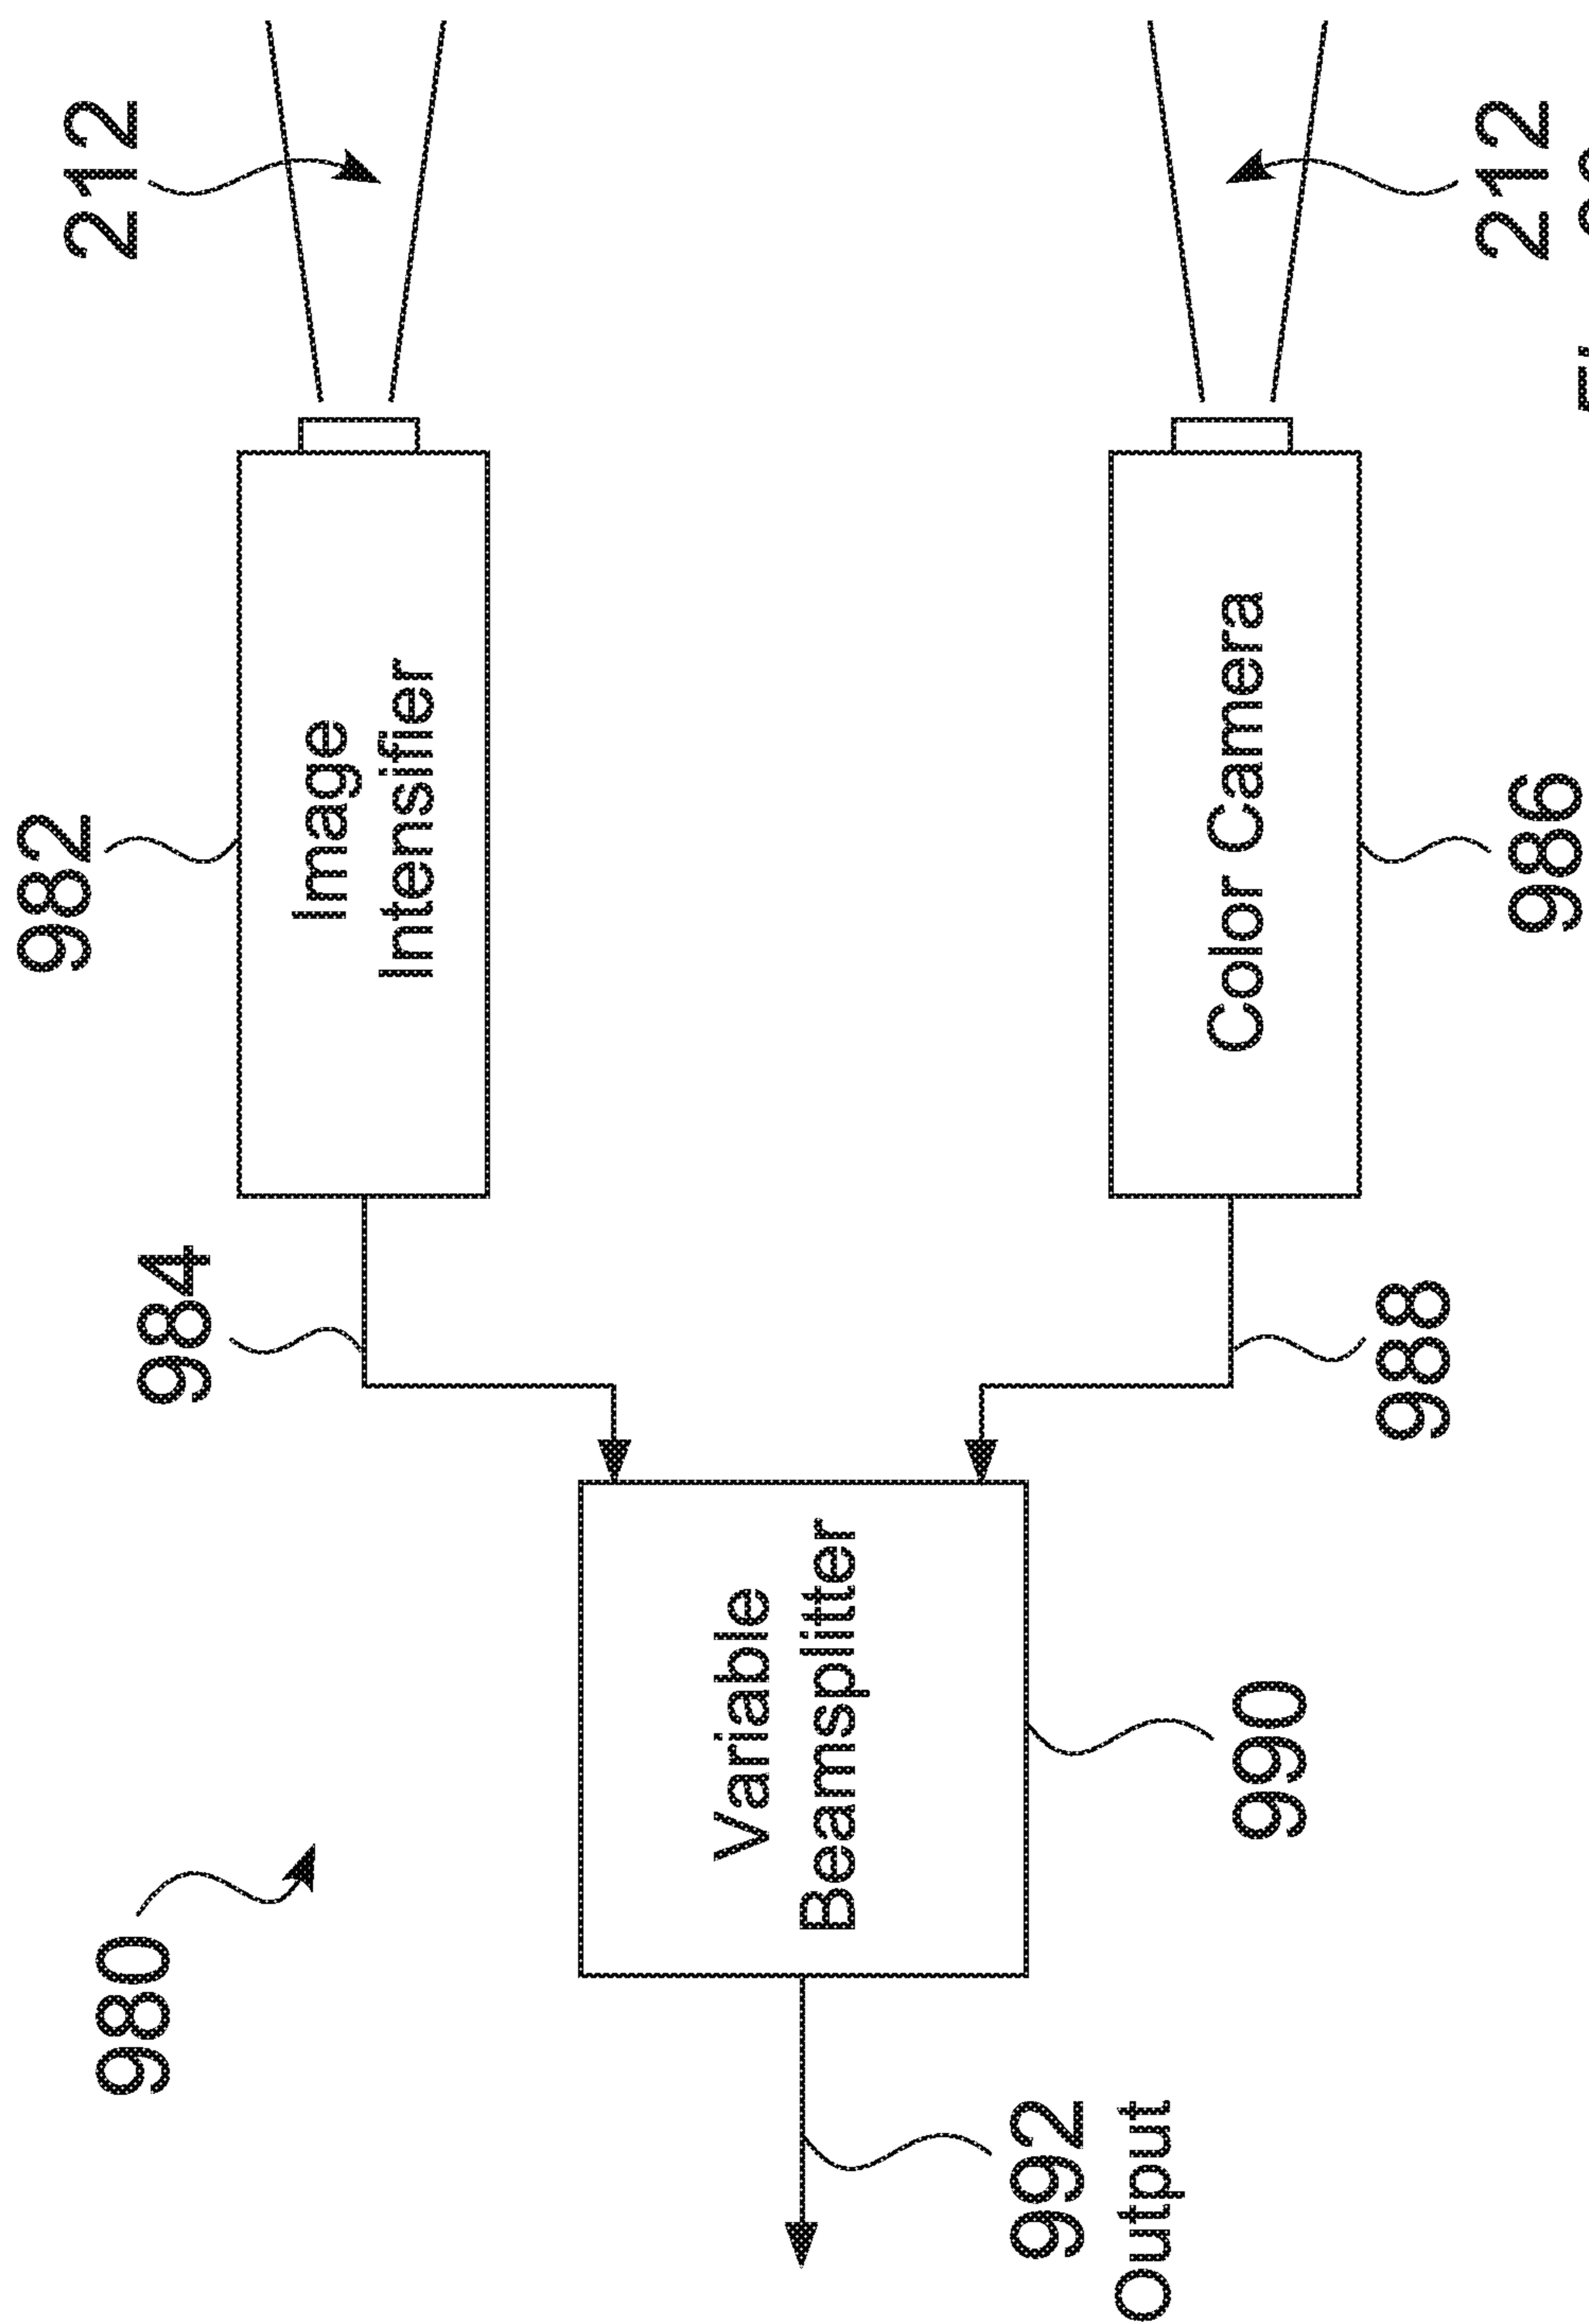 980
992
Output
Variable
Beamsplitter
990
984
988
982
Image
Intensifier
Color Camera
986
212
212